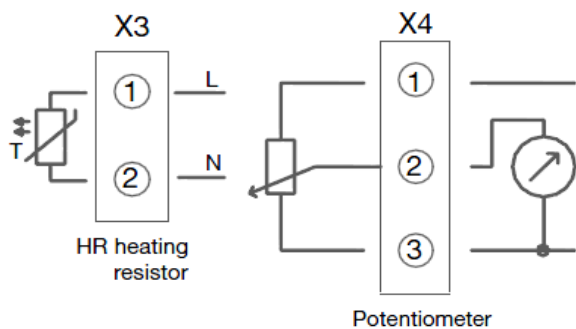 X3
1
L
T
2
N
HR heating
resistor
X4
1
2
3
Potentiometer